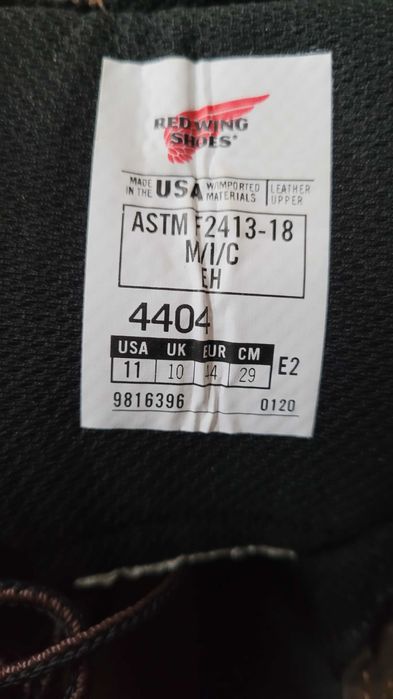 RED WING
SHOES®
MADE IN THE USA W/IMPORTED MATERIALS LEATHER UPPER
ASTM F2413-18
M/I/C
EH
4404
USA UK EUR CM
11 10 44 29 E2
9816396 0120